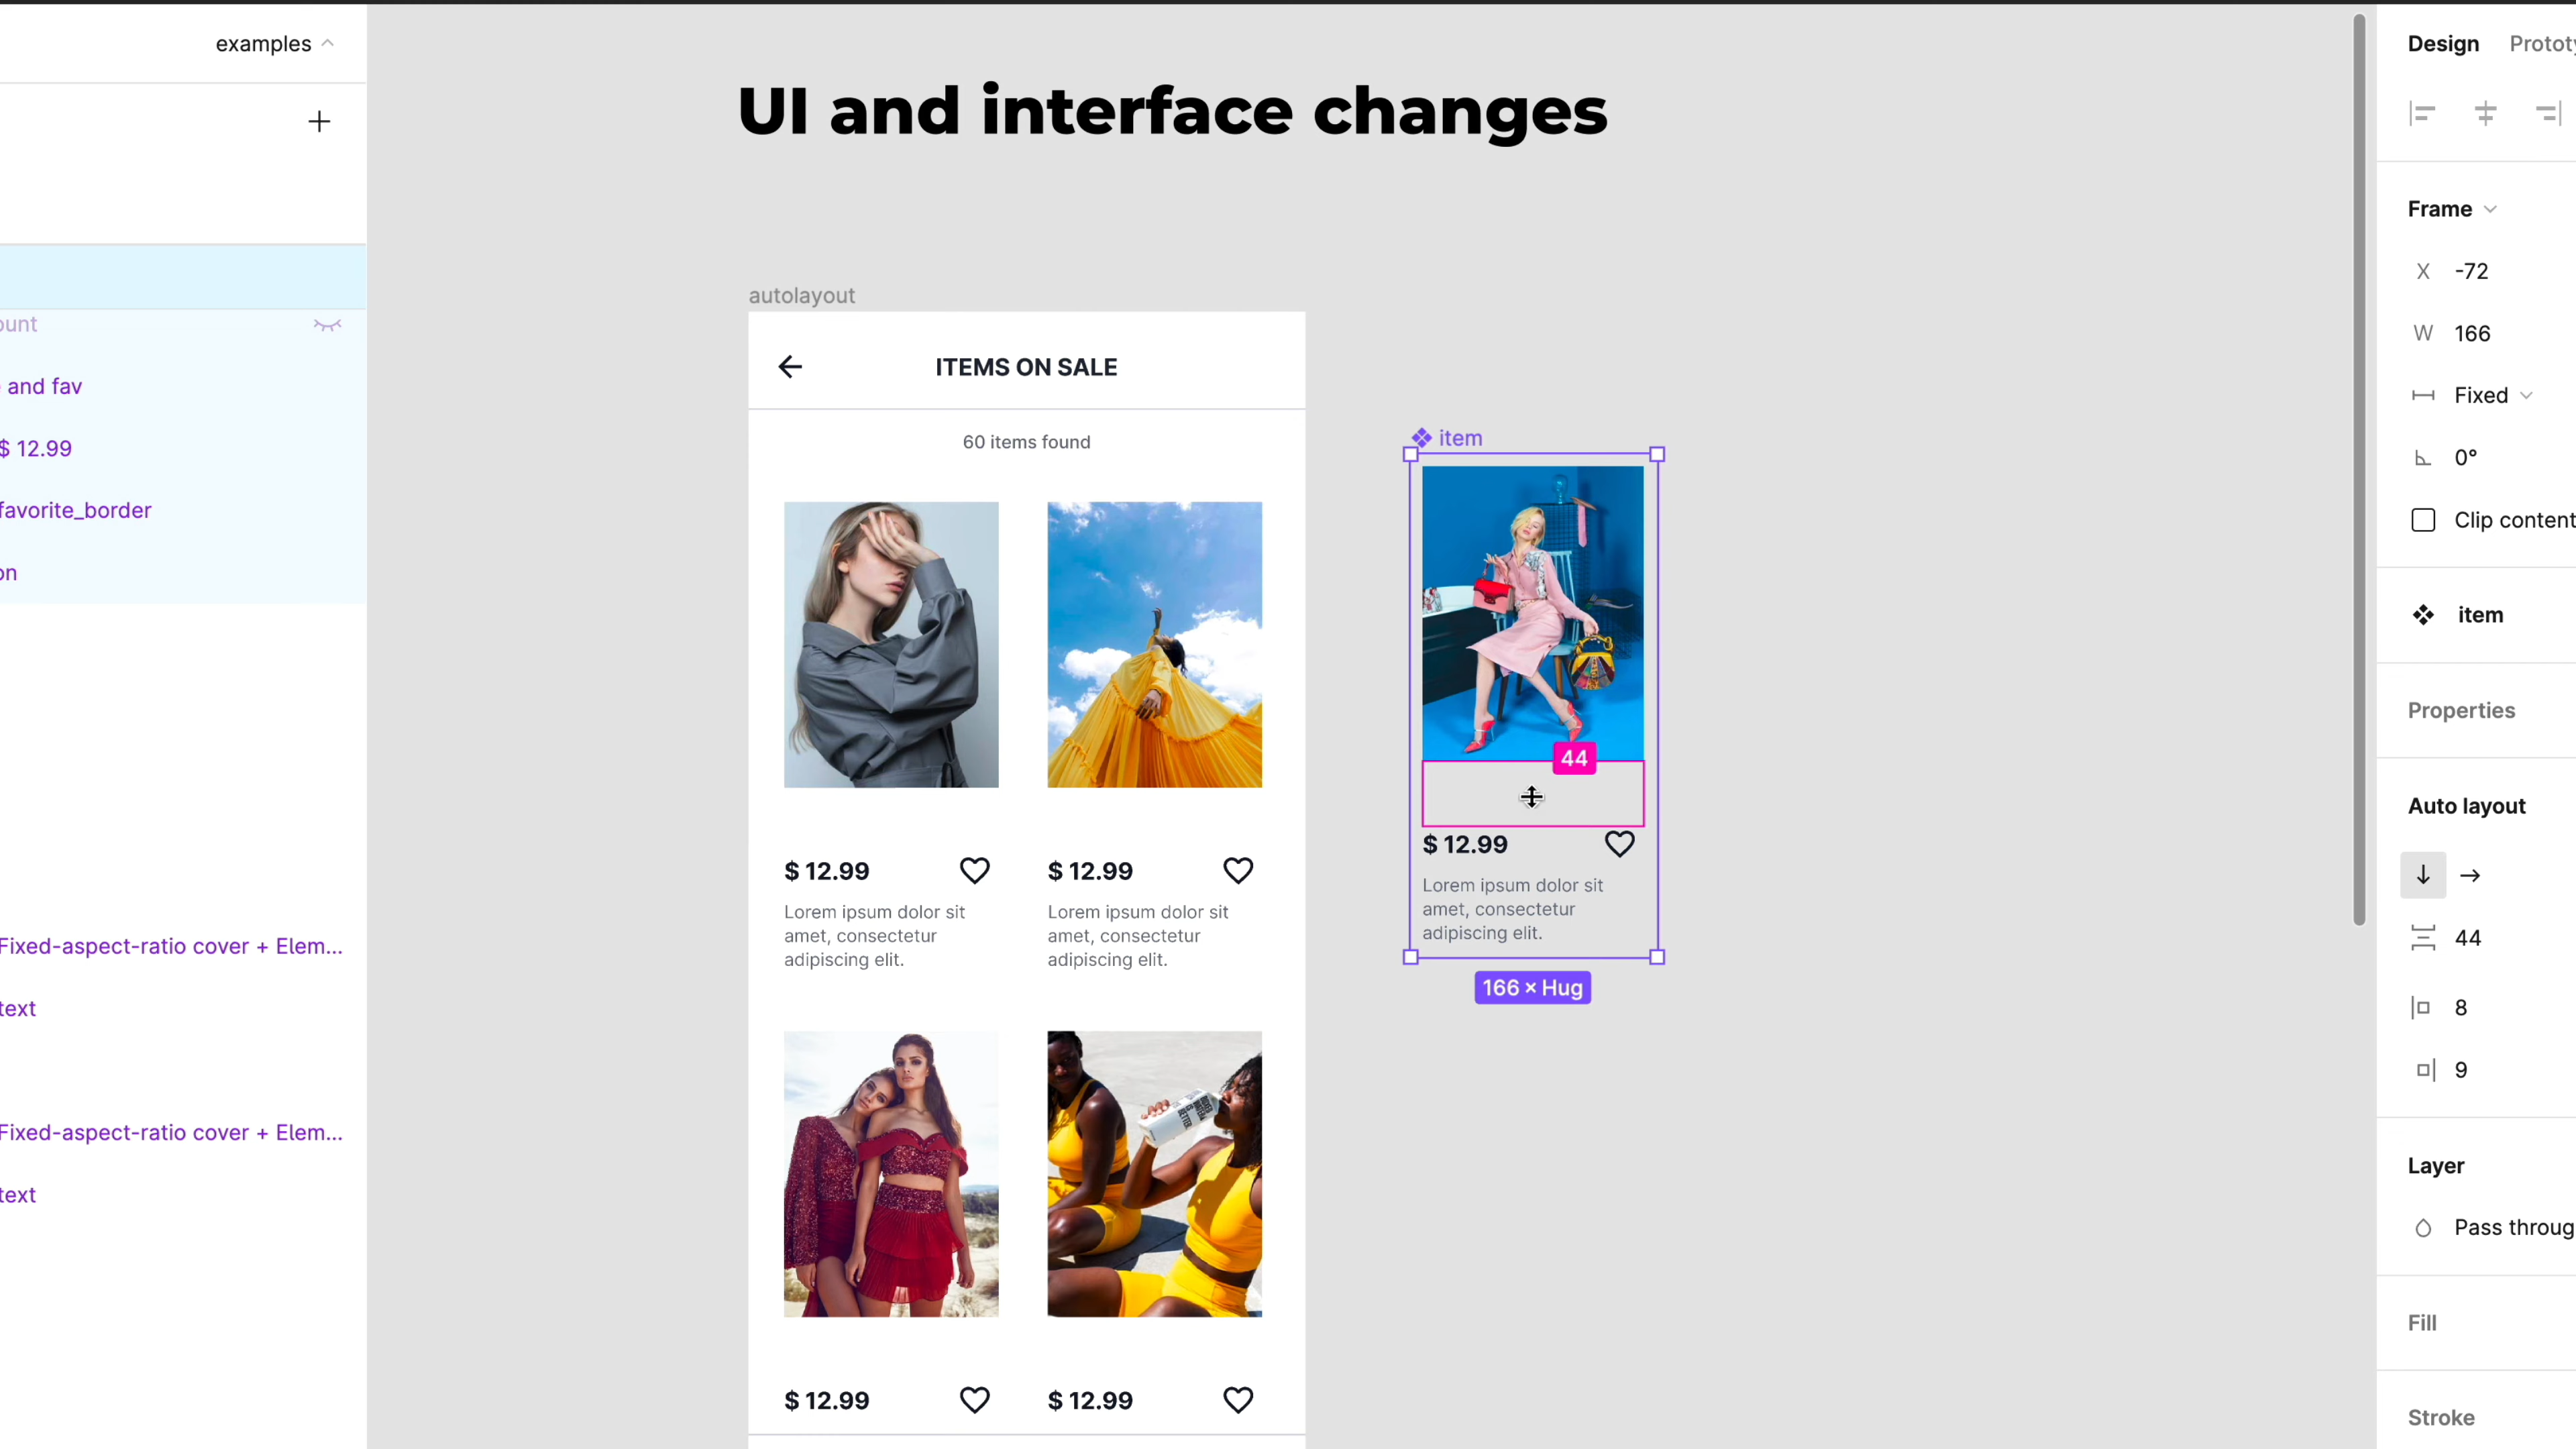 examples
ount
and fav
$ 12.99
favorite_border
on
Fixed-aspect-ratio cover + Elem...
text
Fixed-aspect-ratio cover + Elem...
text
UI and interface changes
autolayout
ITEMS ON SALE
60 items found
$ 12.99
Lorem ipsum dolor sit
amet, consectetur
adipiscing elit.
$ 12.99
Lorem ipsum dolor sit
amet, consectetur
adipiscing elit.
$ 12.99
$ 12.99
item
44
$ 12.99
Lorem ipsum dolor sit
amet, consectetur
adipiscing elit.
166 × Hug
Design Prototy
Frame
X -72
W 166
Fixed
0°
Clip content
item
Properties
Auto layout
44
8
9
Layer
Pass throug
Fill
Stroke